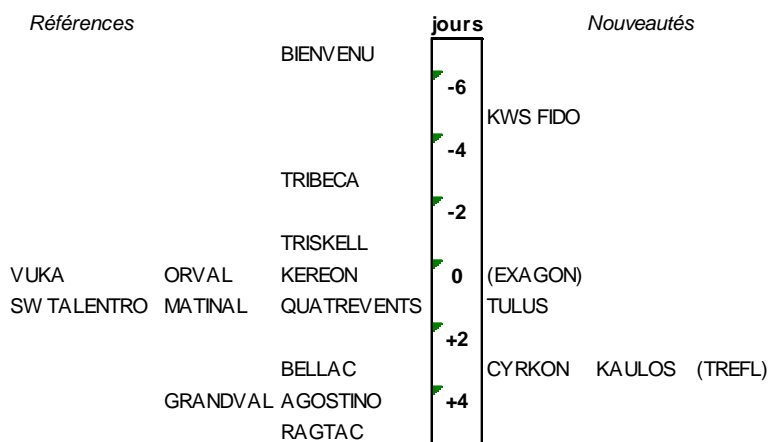 Références jours Nouveautés
BIENVENU
-6
KWS FIDO
-4
TRIBECA
-2
TRISKELL
VUKA ORVAL KEREON 0 (EXAGON)
SW TALENTRO MATINAL QUATREVENTS TULUS
+2
BELLAC CYRKON KAULOS (TREFL)
GRANDVAL AGOSTINO +4
RAGTAC